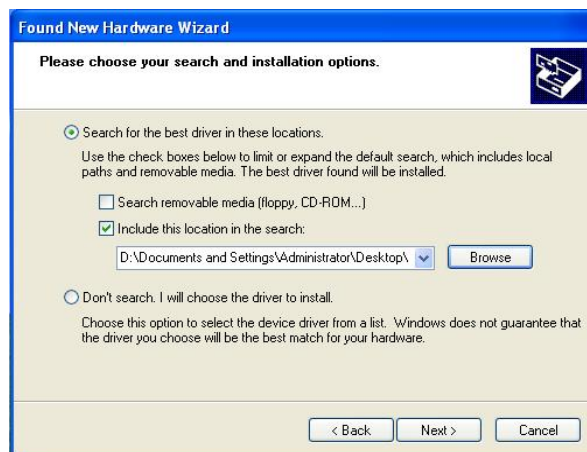 Found New Hardware Wizard
Please choose your search and installation options.
Search for the best driver in these locations.
Use the check boxes below to limit or expand the default search, which includes local
paths and removable media. The best driver found will be installed.
Search removable media (floppy, CD-ROM...)
Include this location in the search:
D:\Documents and Settings\Administrator\Desktop\
Browse
Don't search. I will choose the driver to install.
Choose this option to select the device driver from a list. Windows does not guarantee that
the driver you choose will be the best match for your hardware.
< Back Next > Cancel